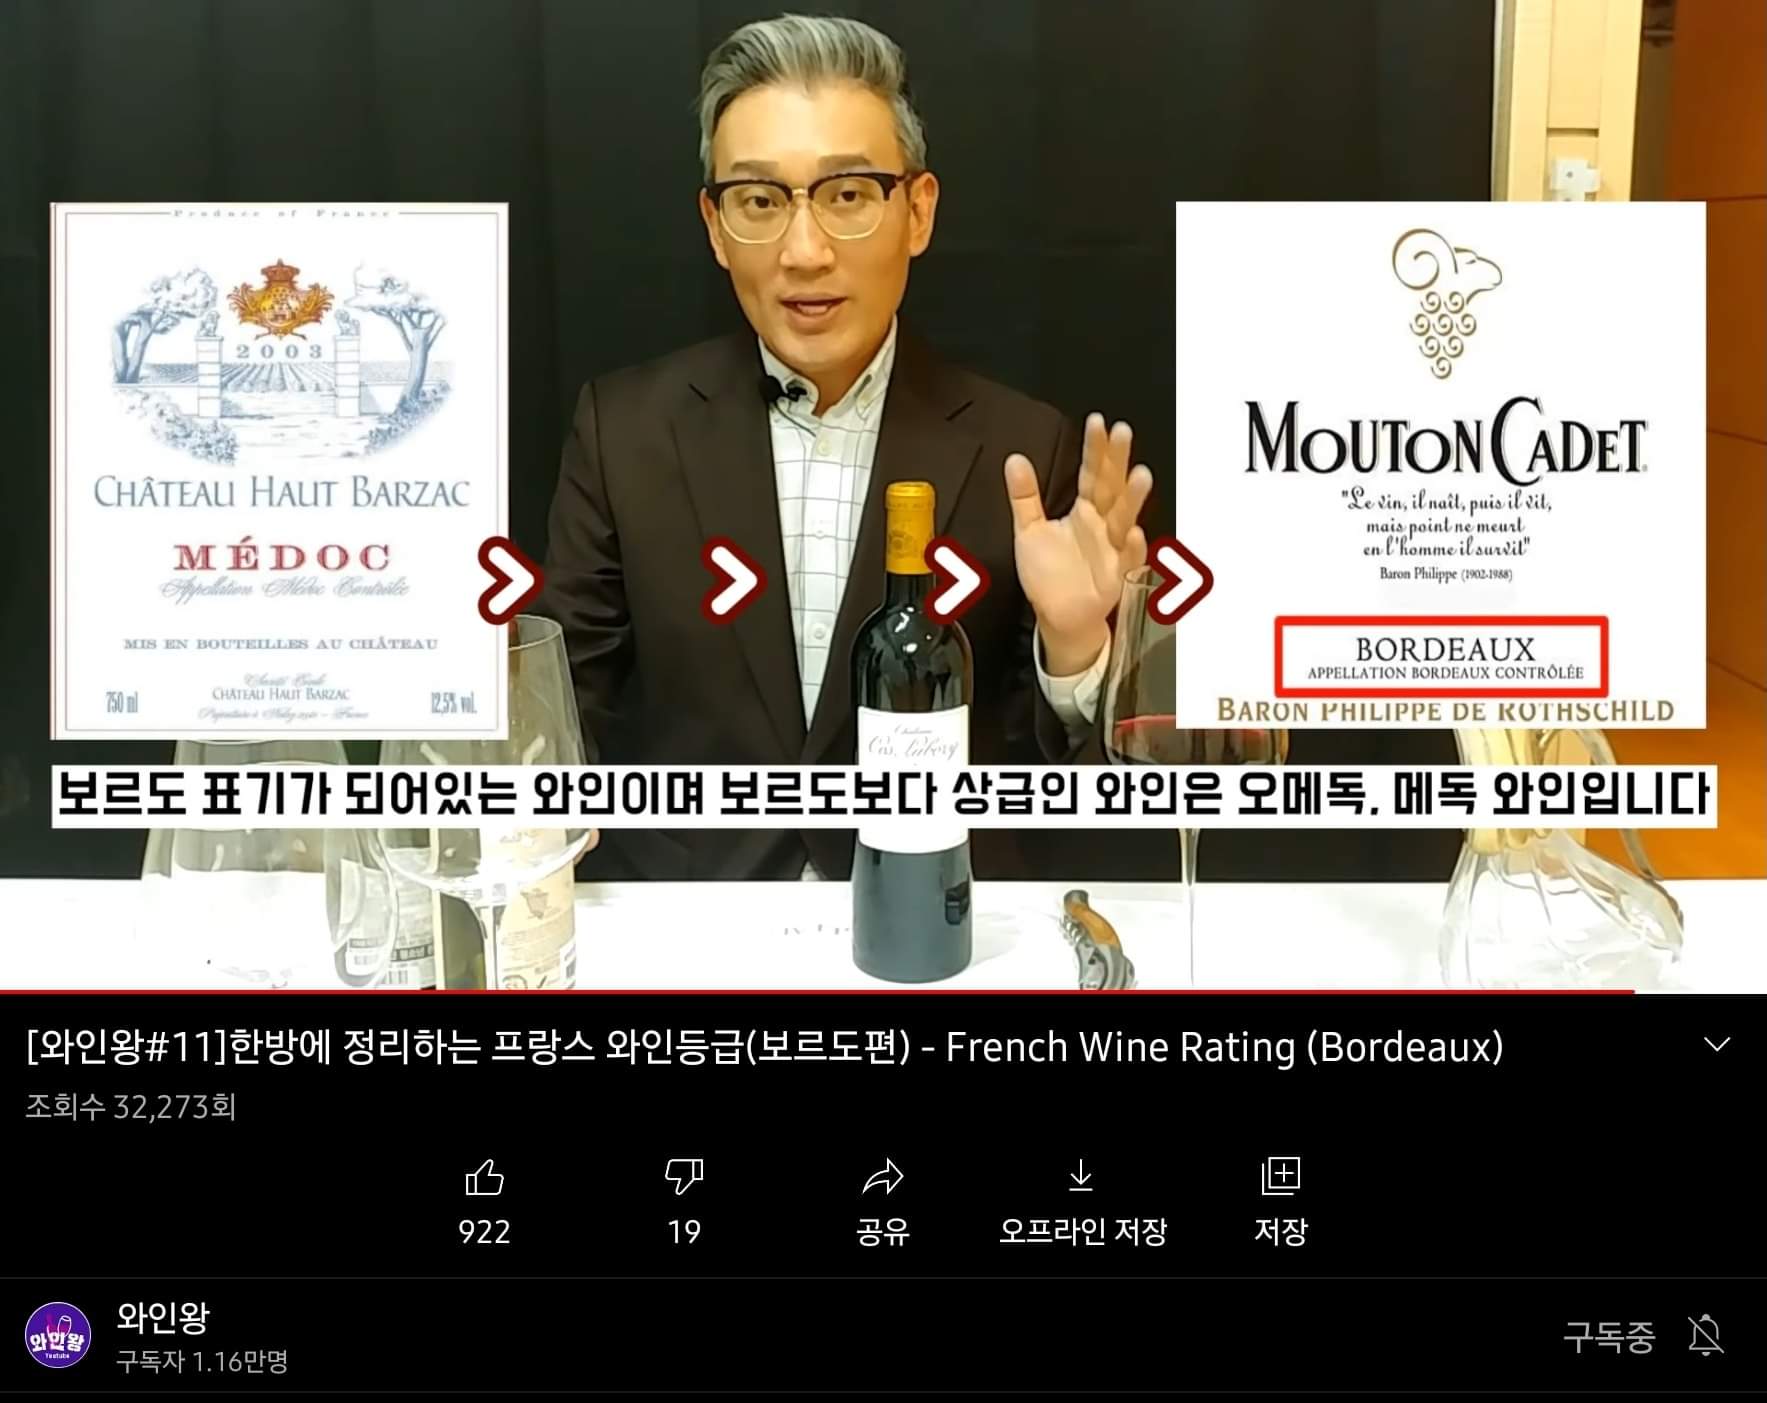 Produce of France
2003
CHÂTEAU HAUT BARZAC
MÉDOC
Appellation Médoc Contrôlée
MIS EN BOUTEILLES AU CHÂTEAU
CHÂTEAU HAUT BARZAC
750 ml
12,5% vol.
MOUTON CADET
"Le vin, il naît, puis il vit,
mais point ne meurt
en l'homme il survit"
Baron Philippe (1902-1988)
BORDEAUX
APPELLATION BORDEAUX CONTRÔLÉE
BARON PHILIPPE DE ROTHSCHILD
Château
Cos Labory
보르도 표기가 되어있는 와인이며 보르도보다 상급인 와인은 오메독, 메독 와인입니다
[와인왕#11]한방에 정리하는 프랑스 와인등급(보르도편) - French Wine Rating (Bordeaux)
조회수 32,273회
922
19
공유
오프라인 저장
저장
와인왕
Youtube
와인왕
구독자 1.16만명
구독중